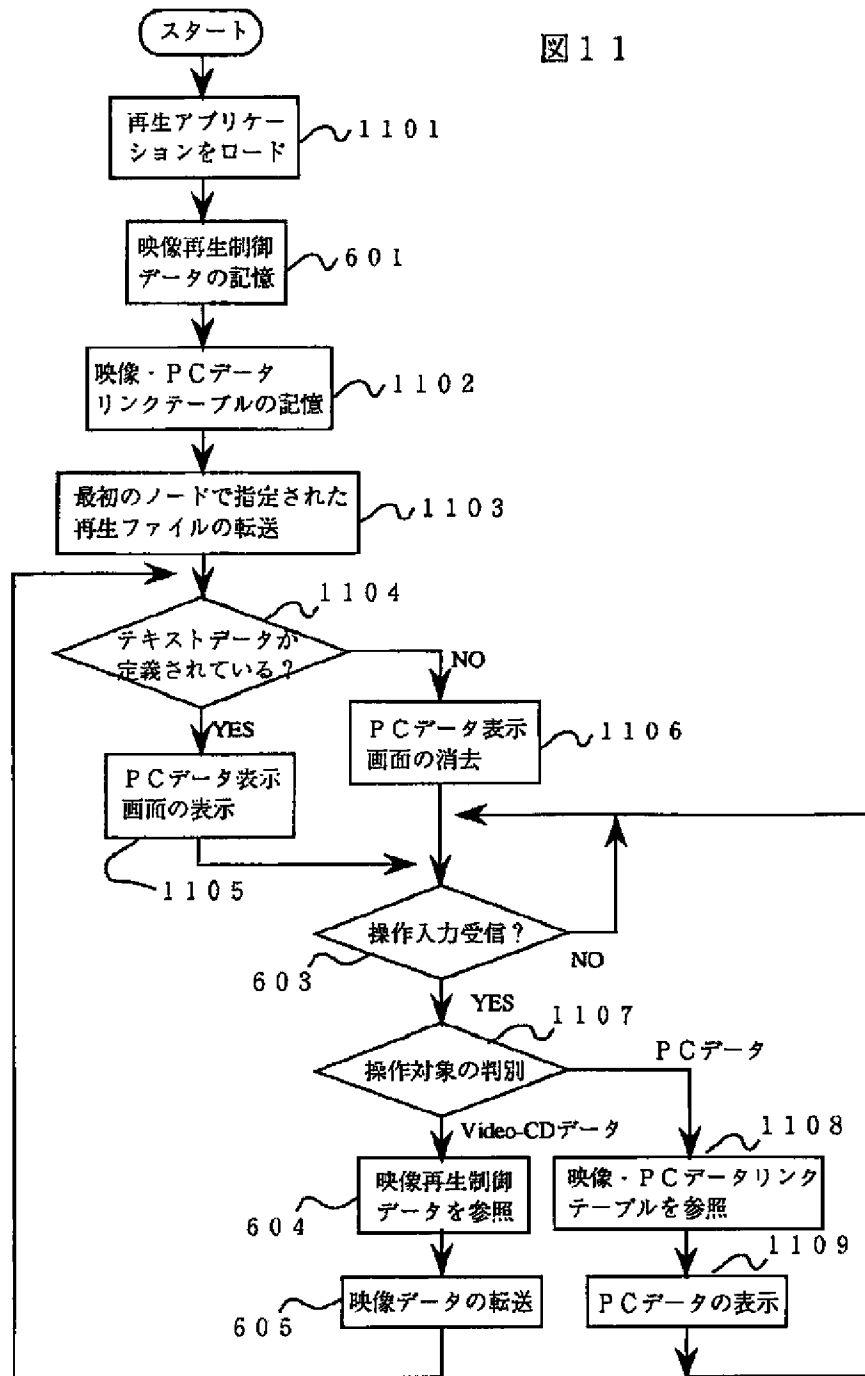 スタート
図11
再生アプリケー
ションをロード
1101
映像再生制御
データの記憶
601
映像・PCデータ
リンクテーブルの記憶
1102
最初のノードで指定された
再生ファイルの転送
1103
1104
テキストデータが
定義されている?
NO
YES
PCデータ表示
画面の消去
1106
PCデータ表示
画面の表示
1105
操作入力受信?
NO
603
YES
1107
操作対象の判別
PCデータ
Video-CDデータ
1108
映像再生制御
データを参照
604
映像・PCデータリンク
テーブルを参照
1109
映像データの転送
605
PCデータの表示